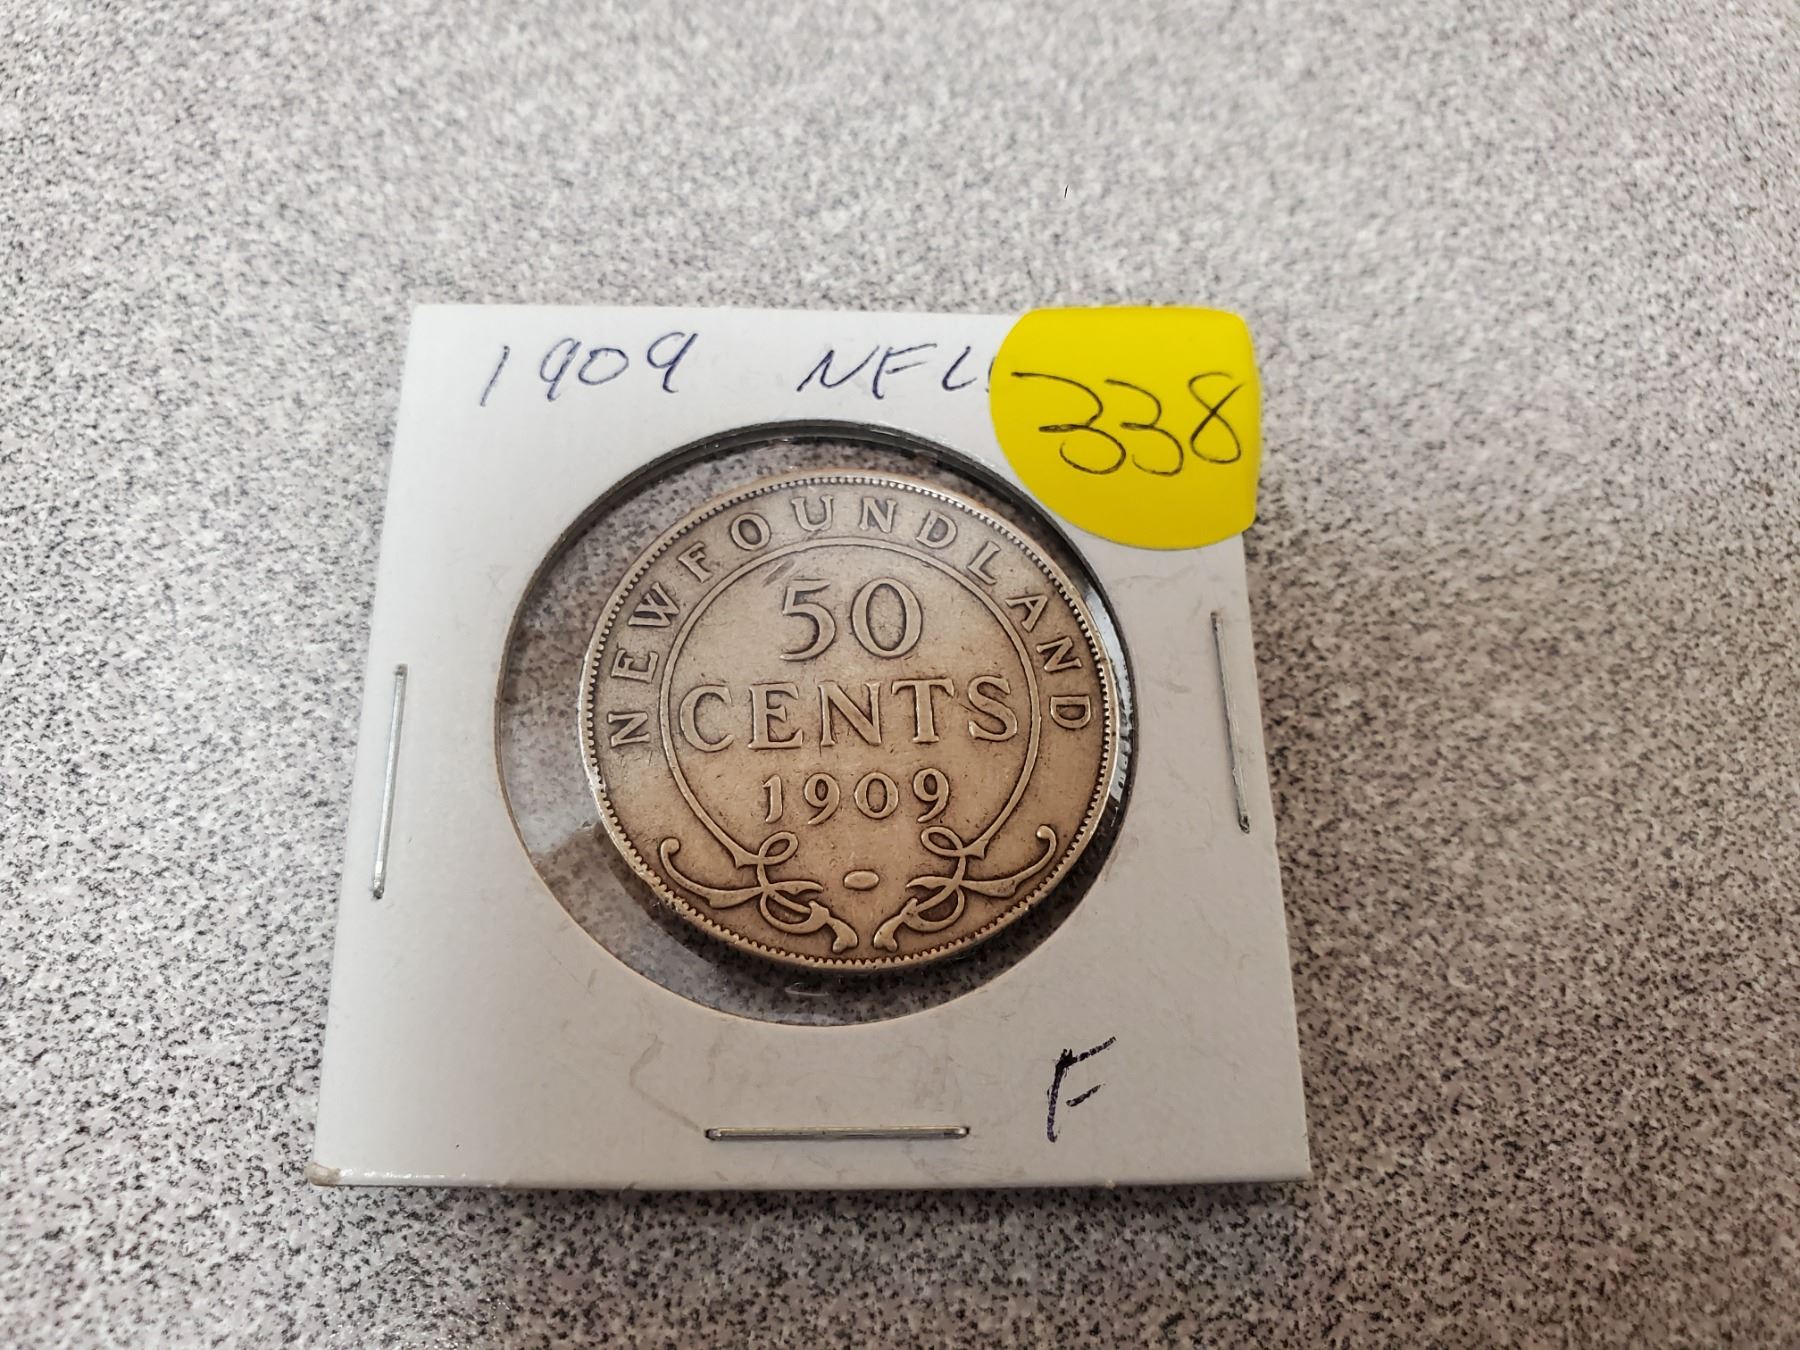 1909 NFL
338
NEWFOUNDLAND
50
CENTS
1909
F